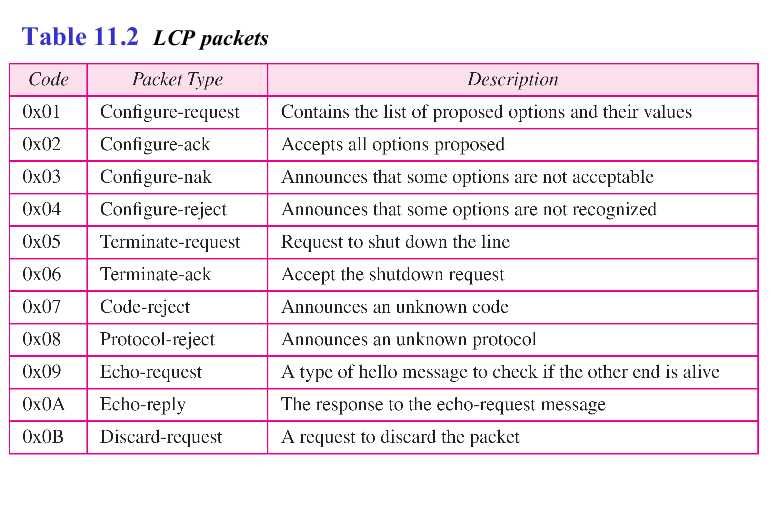 Table 11.2 LCP packets
Code Packet Type Description
0x01 Configure-request Contains the list of proposed options and their values
0x02 Configure-ack Accepts all options proposed
0x03 Configure-nak Announces that some options are not acceptable
0x04 Configure-reject Announces that some options are not recognized
0x05 Terminate-request Request to shut down the line
0x06 Terminate-ack Accept the shutdown request
0x07 Code-reject Announces an unknown code
0x08 Protocol-reject Announces an unknown protocol
0x09 Echo-request A type of hello message to check if the other end is alive
0x0A Echo-reply The response to the echo-request message
0x0B Discard-request A request to discard the packet